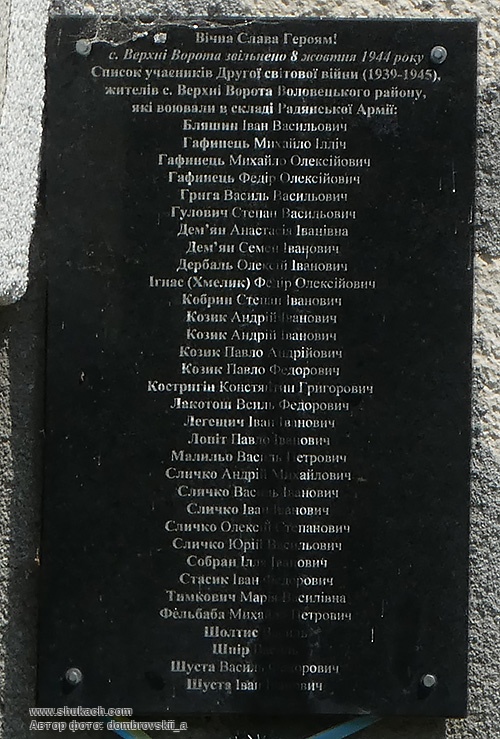 Вічна Слава Героям!
с. Верхні Ворота звільнено 8 жовтня 1944 року
Список учасників Другої світової війни (1939-1945),
жителів с. Верхні Ворота Воловецького району,
які воювали в складі Радянської Армії:
Бляшин Іван Васильович
Гафинець Михайло Ілліч
Гафинець Михайло Олексійович
Гафинець Федір Олексійович
Грига Василь Васильович
Гулович Степан Васильович
Дем'ян Анастасія Іванівна
Дем'ян Семен Іванович
Дербаль Олексій Іванович
Ігнас (Хмелик) Федір Олексійович
Кобрин Степан Іванович
Козик Андрій Іванович
Козик Андрій Іванович
Козик Павло Андрійович
Козик Павло Федорович
Костригін Костянтин Григорович
Лакотош Василь Федорович
Легещич Іван Іванович
Лопіт Павло Іванович
Малильо Василь Петрович
Сличко Андрій Михайлович
Сличко Василь Іванович
Сличко Іван Іванович
Сличко Олексій Степанович
Сличко Юрій Васильович
Собран Ілля Іванович
Стасик Іван Федорович
Тимкович Марія Василівна
Фельбаба Михайло Петрович
Шолтис
Шпір
Шуста Василь Федорович
Шуста Іван Іванович
www.shukach.com
Автор фото: dombrovskii_a